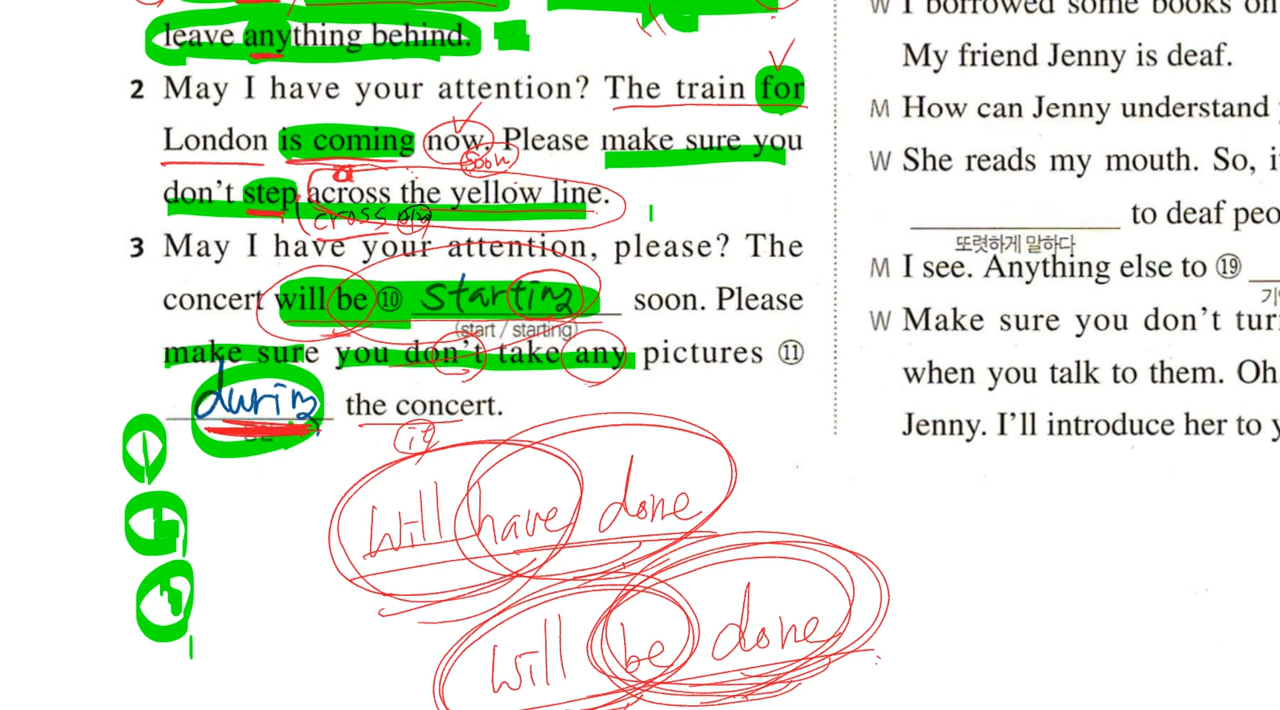 leave anything behind.
2 May I have your attention? The train for
London is coming now. Please make sure you
soon
a
don't step across the yellow line.
cross
3 May I have your attention, please? The
concert will be ⑩ starting soon. Please
(start / starting)
make sure you don't take any pictures ⑪
during the concert.
it
will have done
will be done
W I borrowed some books on
My friend Jenny is deaf.
M How can Jenny understand
W She reads my mouth. So, i
to deaf peo
또렷하게 말하다
M I see. Anything else to ⑲
W Make sure you don't tur
when you talk to them. Oh
Jenny. I'll introduce her to y